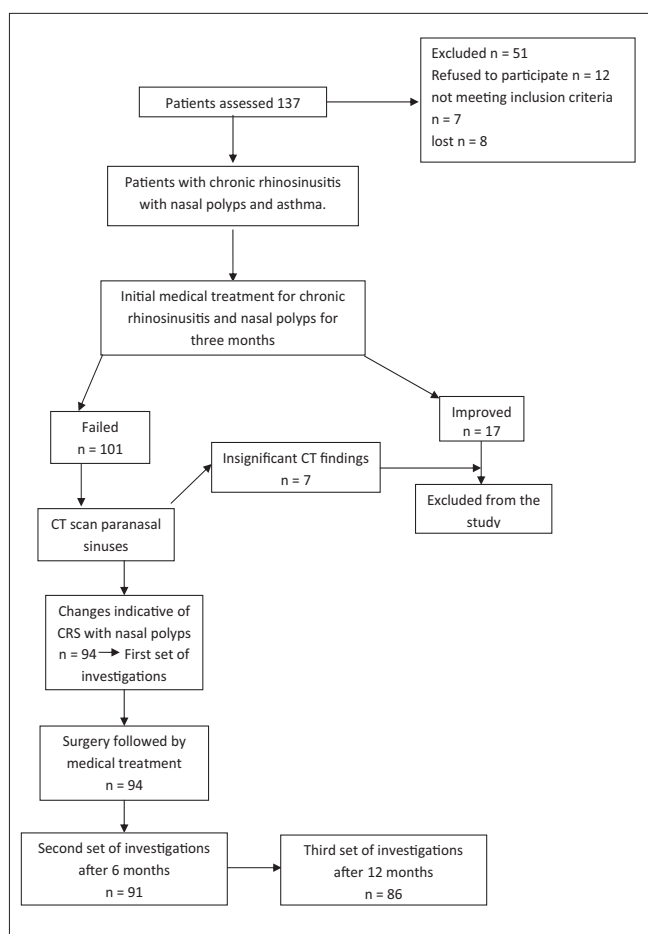 Excluded n = 51
Refused to participate n = 12
not meeting inclusion criteria
n = 7
lost n = 8
Patients assessed 137
Patients with chronic rhinosinusitis
with nasal polyps and asthma.
Initial medical treatment for chronic
rhinosinusitis and nasal polyps for
three months
Failed
n = 101
Improved
n = 17
Insignificant CT findings
n = 7
Excluded from the
study
CT scan paranasal
sinuses
Changes indicative of
CRS with nasal polyps
n = 94 → First set of
investigations
Surgery followed by
medical treatment
n = 94
Second set of investigations
after 6 months
n = 91
Third set of investigations
after 12 months
n = 86